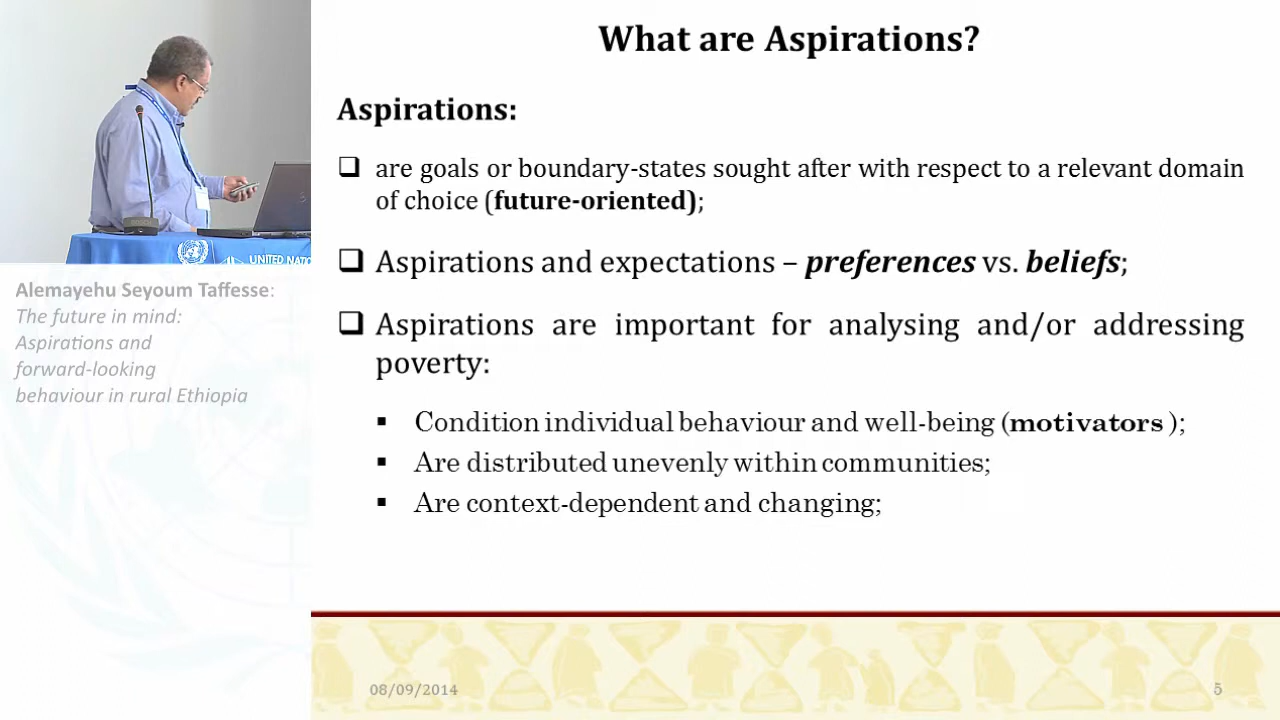 What are Aspirations?
Aspirations:
❑ are goals or boundary-states sought after with respect to a relevant domain
of choice (future-oriented);
❑ Aspirations and expectations – preferences vs. beliefs;
❑ Aspirations are important for analysing and/or addressing
poverty:
▪ Condition individual behaviour and well-being (motivators );
▪ Are distributed unevenly within communities;
▪ Are context-dependent and changing;
UNITED NATIO
Alemayehu Seyoum Taffesse:
The future in mind:
Aspirations and
forward-looking
behaviour in rural Ethiopia
08/09/2014
5